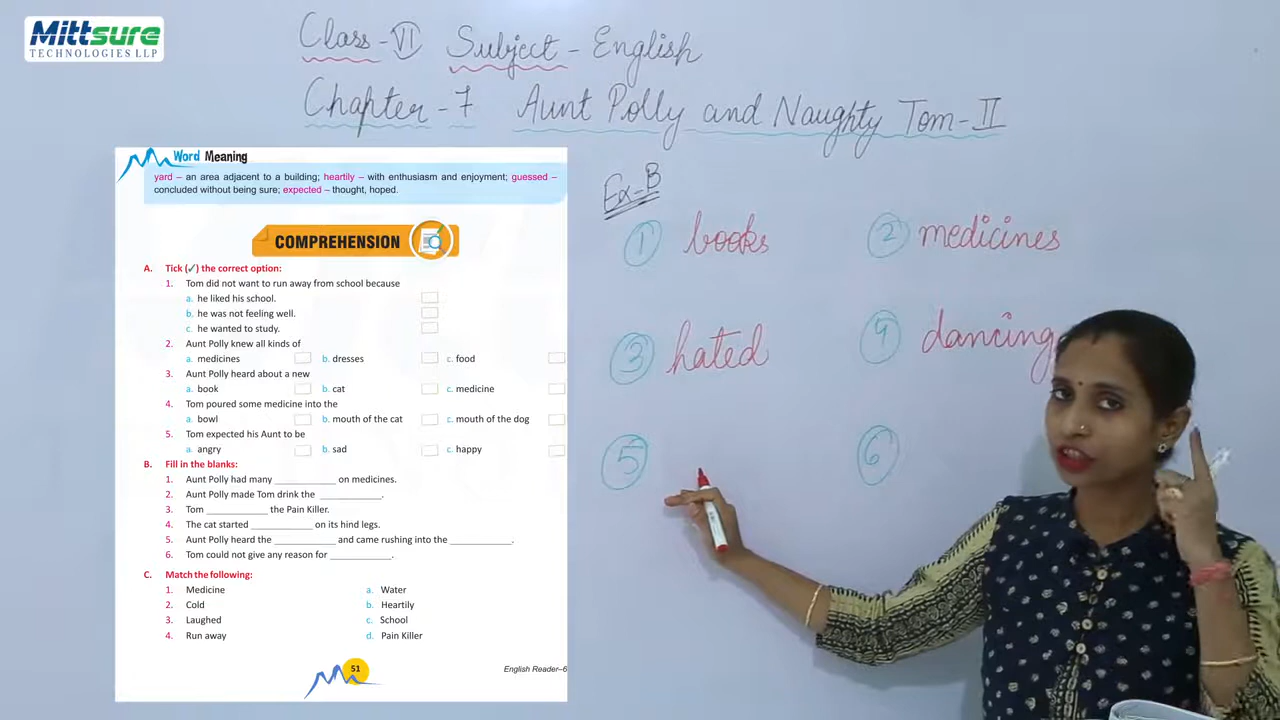 Mittsure
TECHNOLOGIES LLP
Class-VI Subject - English
Chapter-7 Aunt Polly and Naughty Tom-II
Word Meaning
yard – an area adjacent to a building; heartily – with enthusiasm and enjoyment; guessed –
concluded without being sure; expected – thought, hoped.
COMPREHENSION
A. Tick (✓) the correct option:
1. Tom did not want to run away from school because
a. he liked his school.
b. he was not feeling well.
c. he wanted to study.
2. Aunt Polly knew all kinds of
a. medicines b. dresses c. food
3. Aunt Polly heard about a new
a. book b. cat c. medicine
4. Tom poured some medicine into the
a. bowl b. mouth of the cat c. mouth of the dog
5. Tom expected his Aunt to be
a. angry b. sad c. happy
B. Fill in the blanks:
1. Aunt Polly had many ____________ on medicines.
2. Aunt Polly made Tom drink the ____________.
3. Tom ____________ the Pain Killer.
4. The cat started ____________ on its hind legs.
5. Aunt Polly heard the ____________ and came rushing into the ____________.
6. Tom could not give any reason for ____________.
C. Match the following:
1. Medicine a. Water
2. Cold b. Heartily
3. Laughed c. School
4. Run away d. Pain Killer
51
English Reader–6
Ex-B
1 books 2 medicines
3 hated 4 dancing
5 6